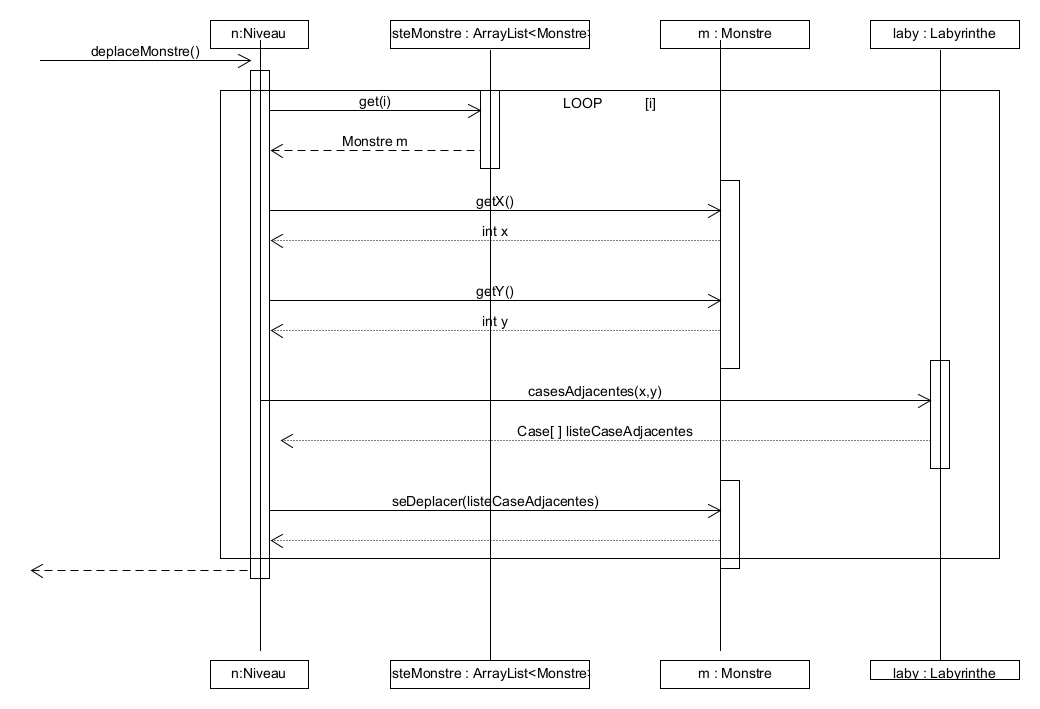 n:Niveau
steMonstre : ArrayList<Monstre>
m : Monstre
laby : Labyrinthe
deplaceMonstre()
LOOP [i]
get(i)
Monstre m
getX()
int x
getY()
int y
casesAdjacentes(x,y)
Case[ ] listeCaseAdjacentes
seDeplacer(listeCaseAdjacentes)
n:Niveau
steMonstre : ArrayList<Monstre>
m : Monstre
laby : Labyrinthe